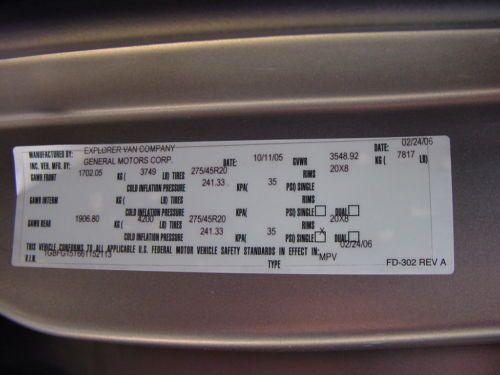 MANUFACTURED BY: EXPLORER VAN COMPANY DATE: 02/24/06
INC. VEH. MFG. BY: GENERAL MOTORS CORP. DATE: 10/11/05 GVWR 3548.92 KG ( 7817 LB)
GAWR FRONT 1702.05 KG ( 3749 LB) TIRES 275/45R20 RIMS 20X8
COLD INFLATION PRESSURE 241.33 KPA( 35 PSI) SINGLE DUAL
GAWR INTERM KG ( LB) TIRES RIMS
COLD INFLATION PRESSURE KPA( PSI) SINGLE DUAL
GAWR REAR 1906.80 KG ( 4200 LB) TIRES 275/45R20 RIMS 20X8
COLD INFLATION PRESSURE 241.33 KPA( 35 PSI) SINGLE X DUAL
THIS VEHICLE CONFORMS TO ALL APPLICABLE U.S. FEDERAL MOTOR VEHICLE SAFETY STANDARDS IN EFFECT IN: 02/24/06
V.I.N. 1GBFG15T661152113 TYPE MPV
FD-302 REV A